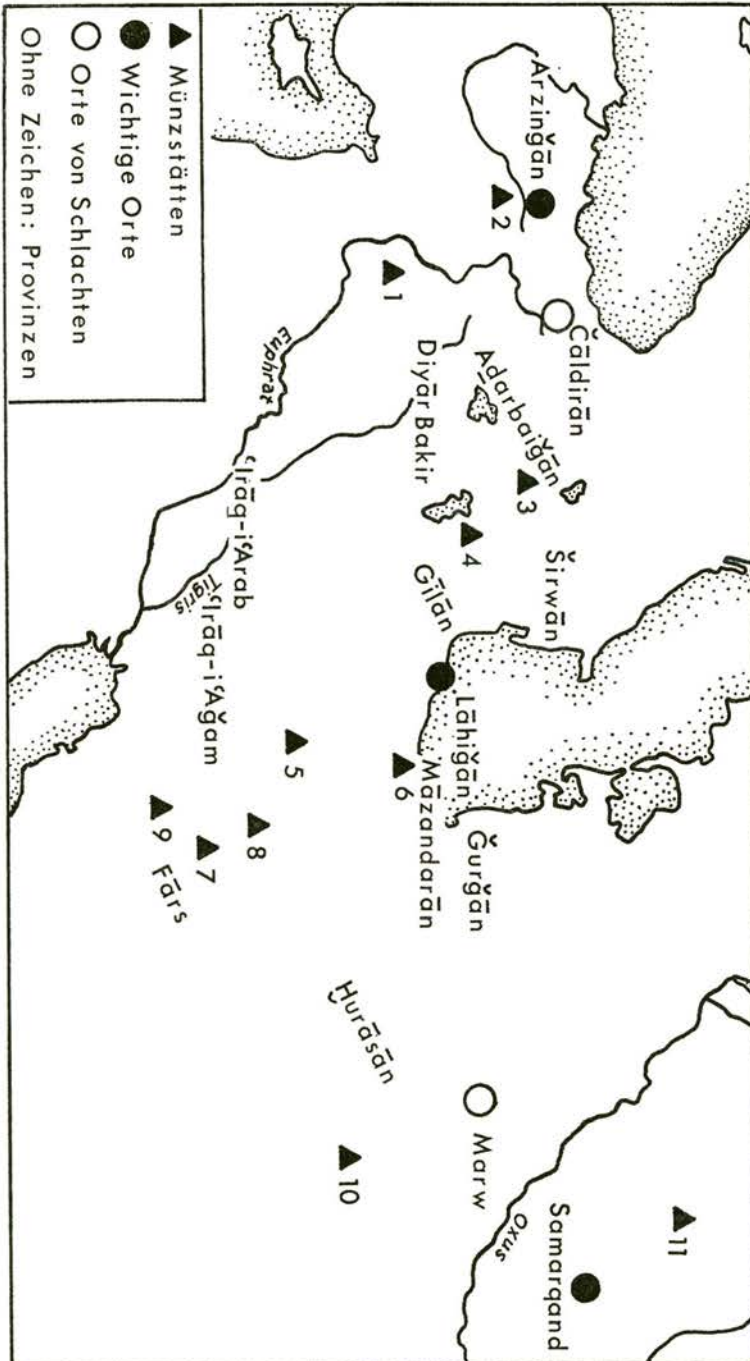 Arzinǧān
2
Čāldirān
1
Diyār Bakir
Ādarbaiǧān
3
4
Širwān
Gīlān
Lāhiǧān
Māzandarān
Ǧurǧān
6
Euphrat
Tigris
ʿIrāq-i ʿArab
ʿIrāq-i ʿAǧam
5
8
7
9
Fārs
Ḫurāsān
Marw
10
Oxus
Samarqand
11
Münzstätten
Wichtige Orte
Orte von Schlachten
Ohne Zeichen: Provinzen